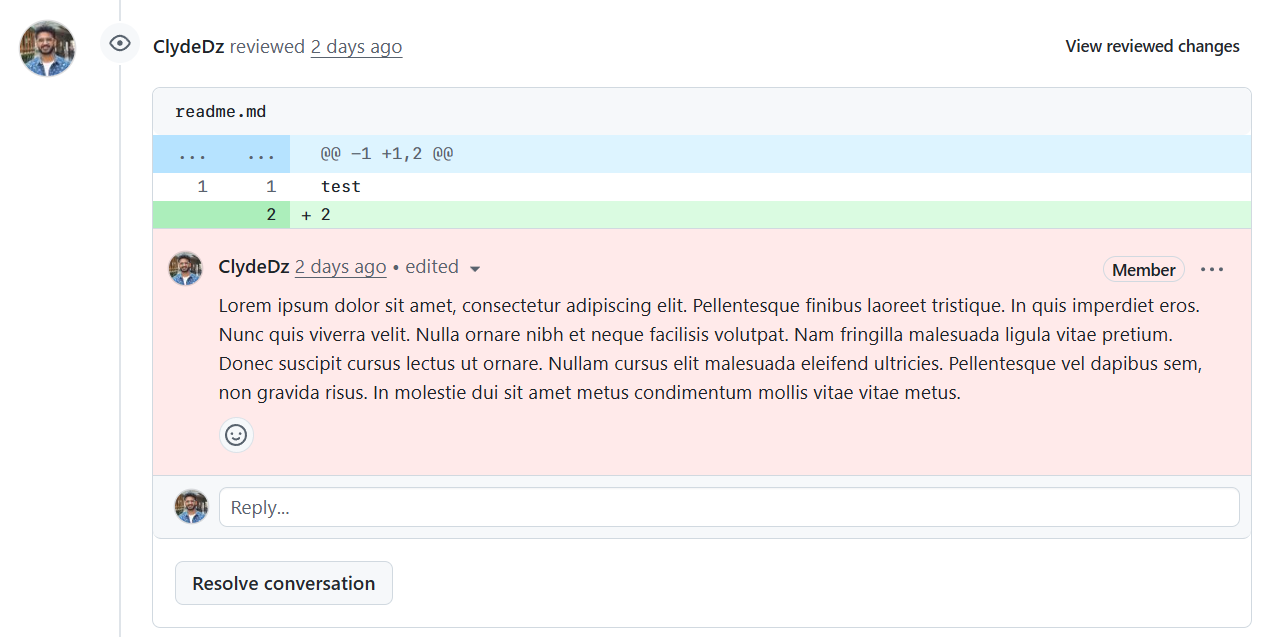 ClydeDz reviewed 2 days ago View reviewed changes
readme.md
... ... @@ -1 +1,2 @@
1 1 test
2 + 2
ClydeDz 2 days ago • edited Member ...
Lorem ipsum dolor sit amet, consectetur adipiscing elit. Pellentesque finibus laoreet tristique. In quis imperdiet eros.
Nunc quis viverra velit. Nulla ornare nibh et neque facilisis volutpat. Nam fringilla malesuada ligula vitae pretium.
Donec suscipit cursus lectus ut ornare. Nullam cursus elit malesuada eleifend ultricies. Pellentesque vel dapibus sem,
non gravida risus. In molestie dui sit amet metus condimentum mollis vitae vitae metus.
Reply...
Resolve conversation